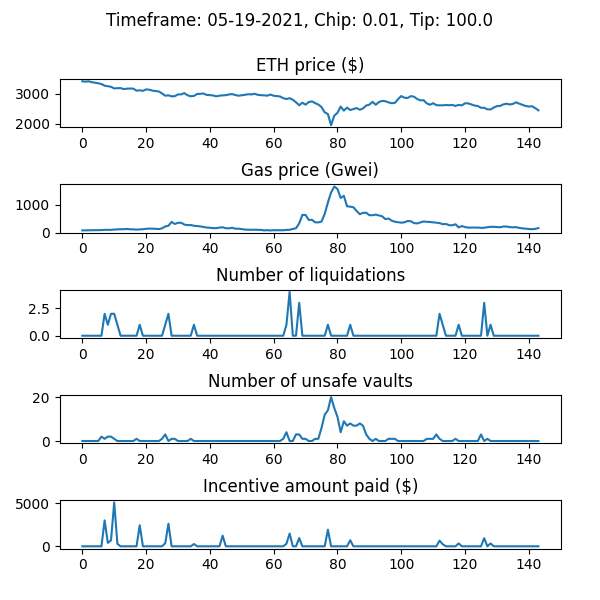 Timeframe: 05-19-2021, Chip: 0.01, Tip: 100.0
ETH price ($)
3000
2000
0 20 40 60 80 100 120 140
Gas price (Gwei)
1000
0
0 20 40 60 80 100 120 140
Number of liquidations
2.5
0.0
0 20 40 60 80 100 120 140
Number of unsafe vaults
20
0
0 20 40 60 80 100 120 140
Incentive amount paid ($)
5000
0
0 20 40 60 80 100 120 140